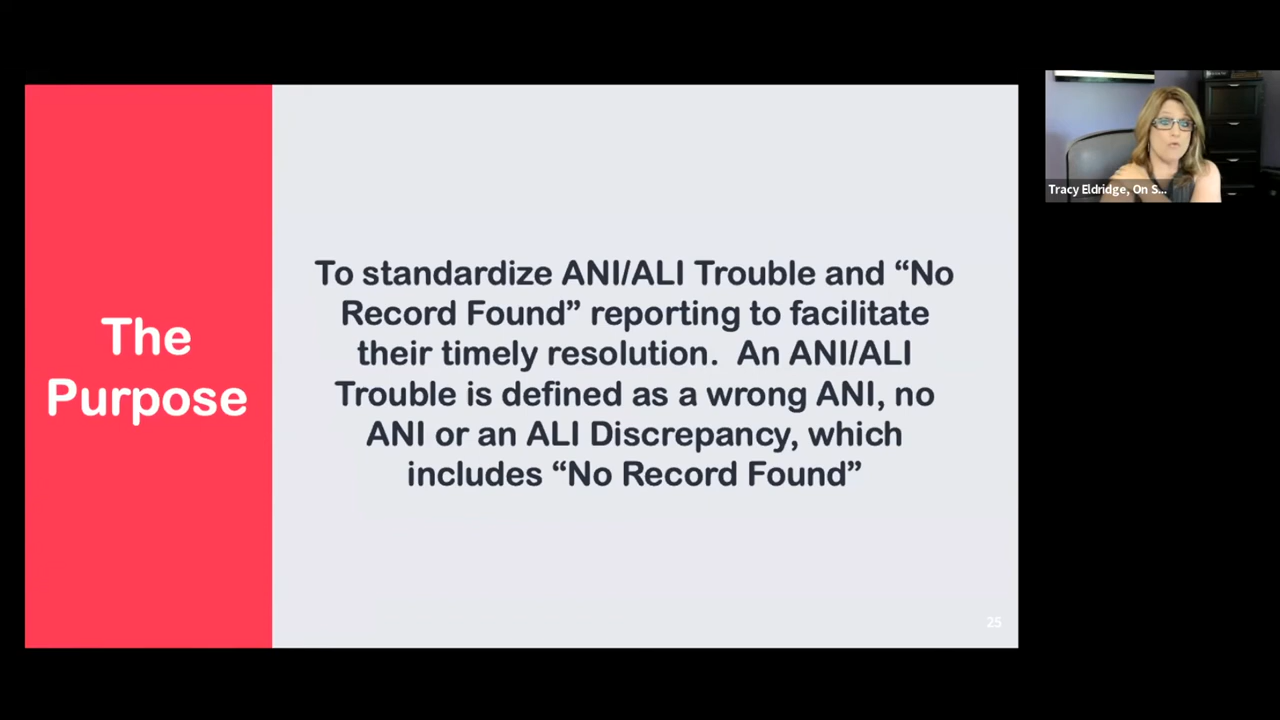 The
Purpose
To standardize ANI/ALI Trouble and “No
Record Found” reporting to facilitate
their timely resolution.  An ANI/ALI
Trouble is defined as a wrong ANI, no
ANI or an ALI Discrepancy, which
includes “No Record Found”
25
Tracy Eldridge, On S...